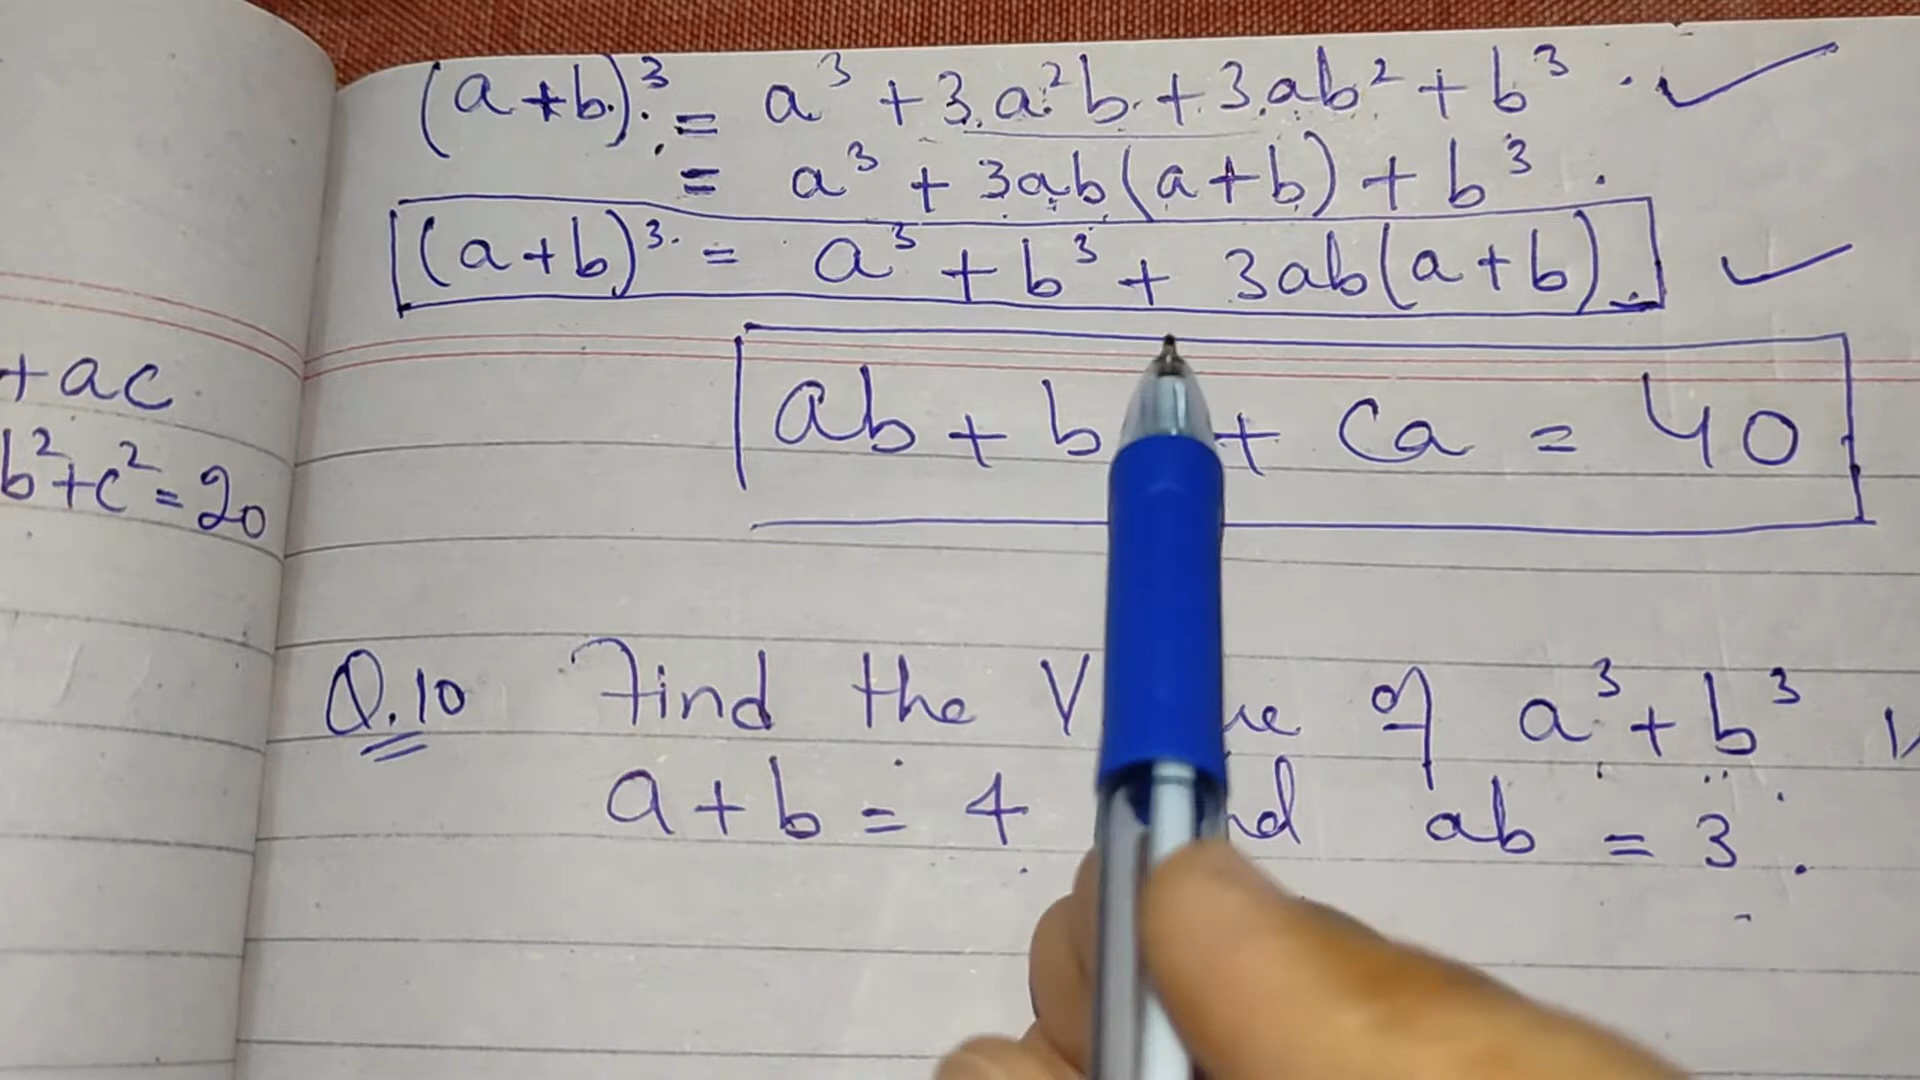 +ac
b²+c²=20
(a+b)³ = a³ + 3a²b + 3ab² + b³
= a³ + 3ab(a+b) + b³
(a+b)³ = a³ + b³ + 3ab(a+b)
ab + b + ca = 40
Q.10 Find the of a³ + b³
a + b = 4 ab = 3.